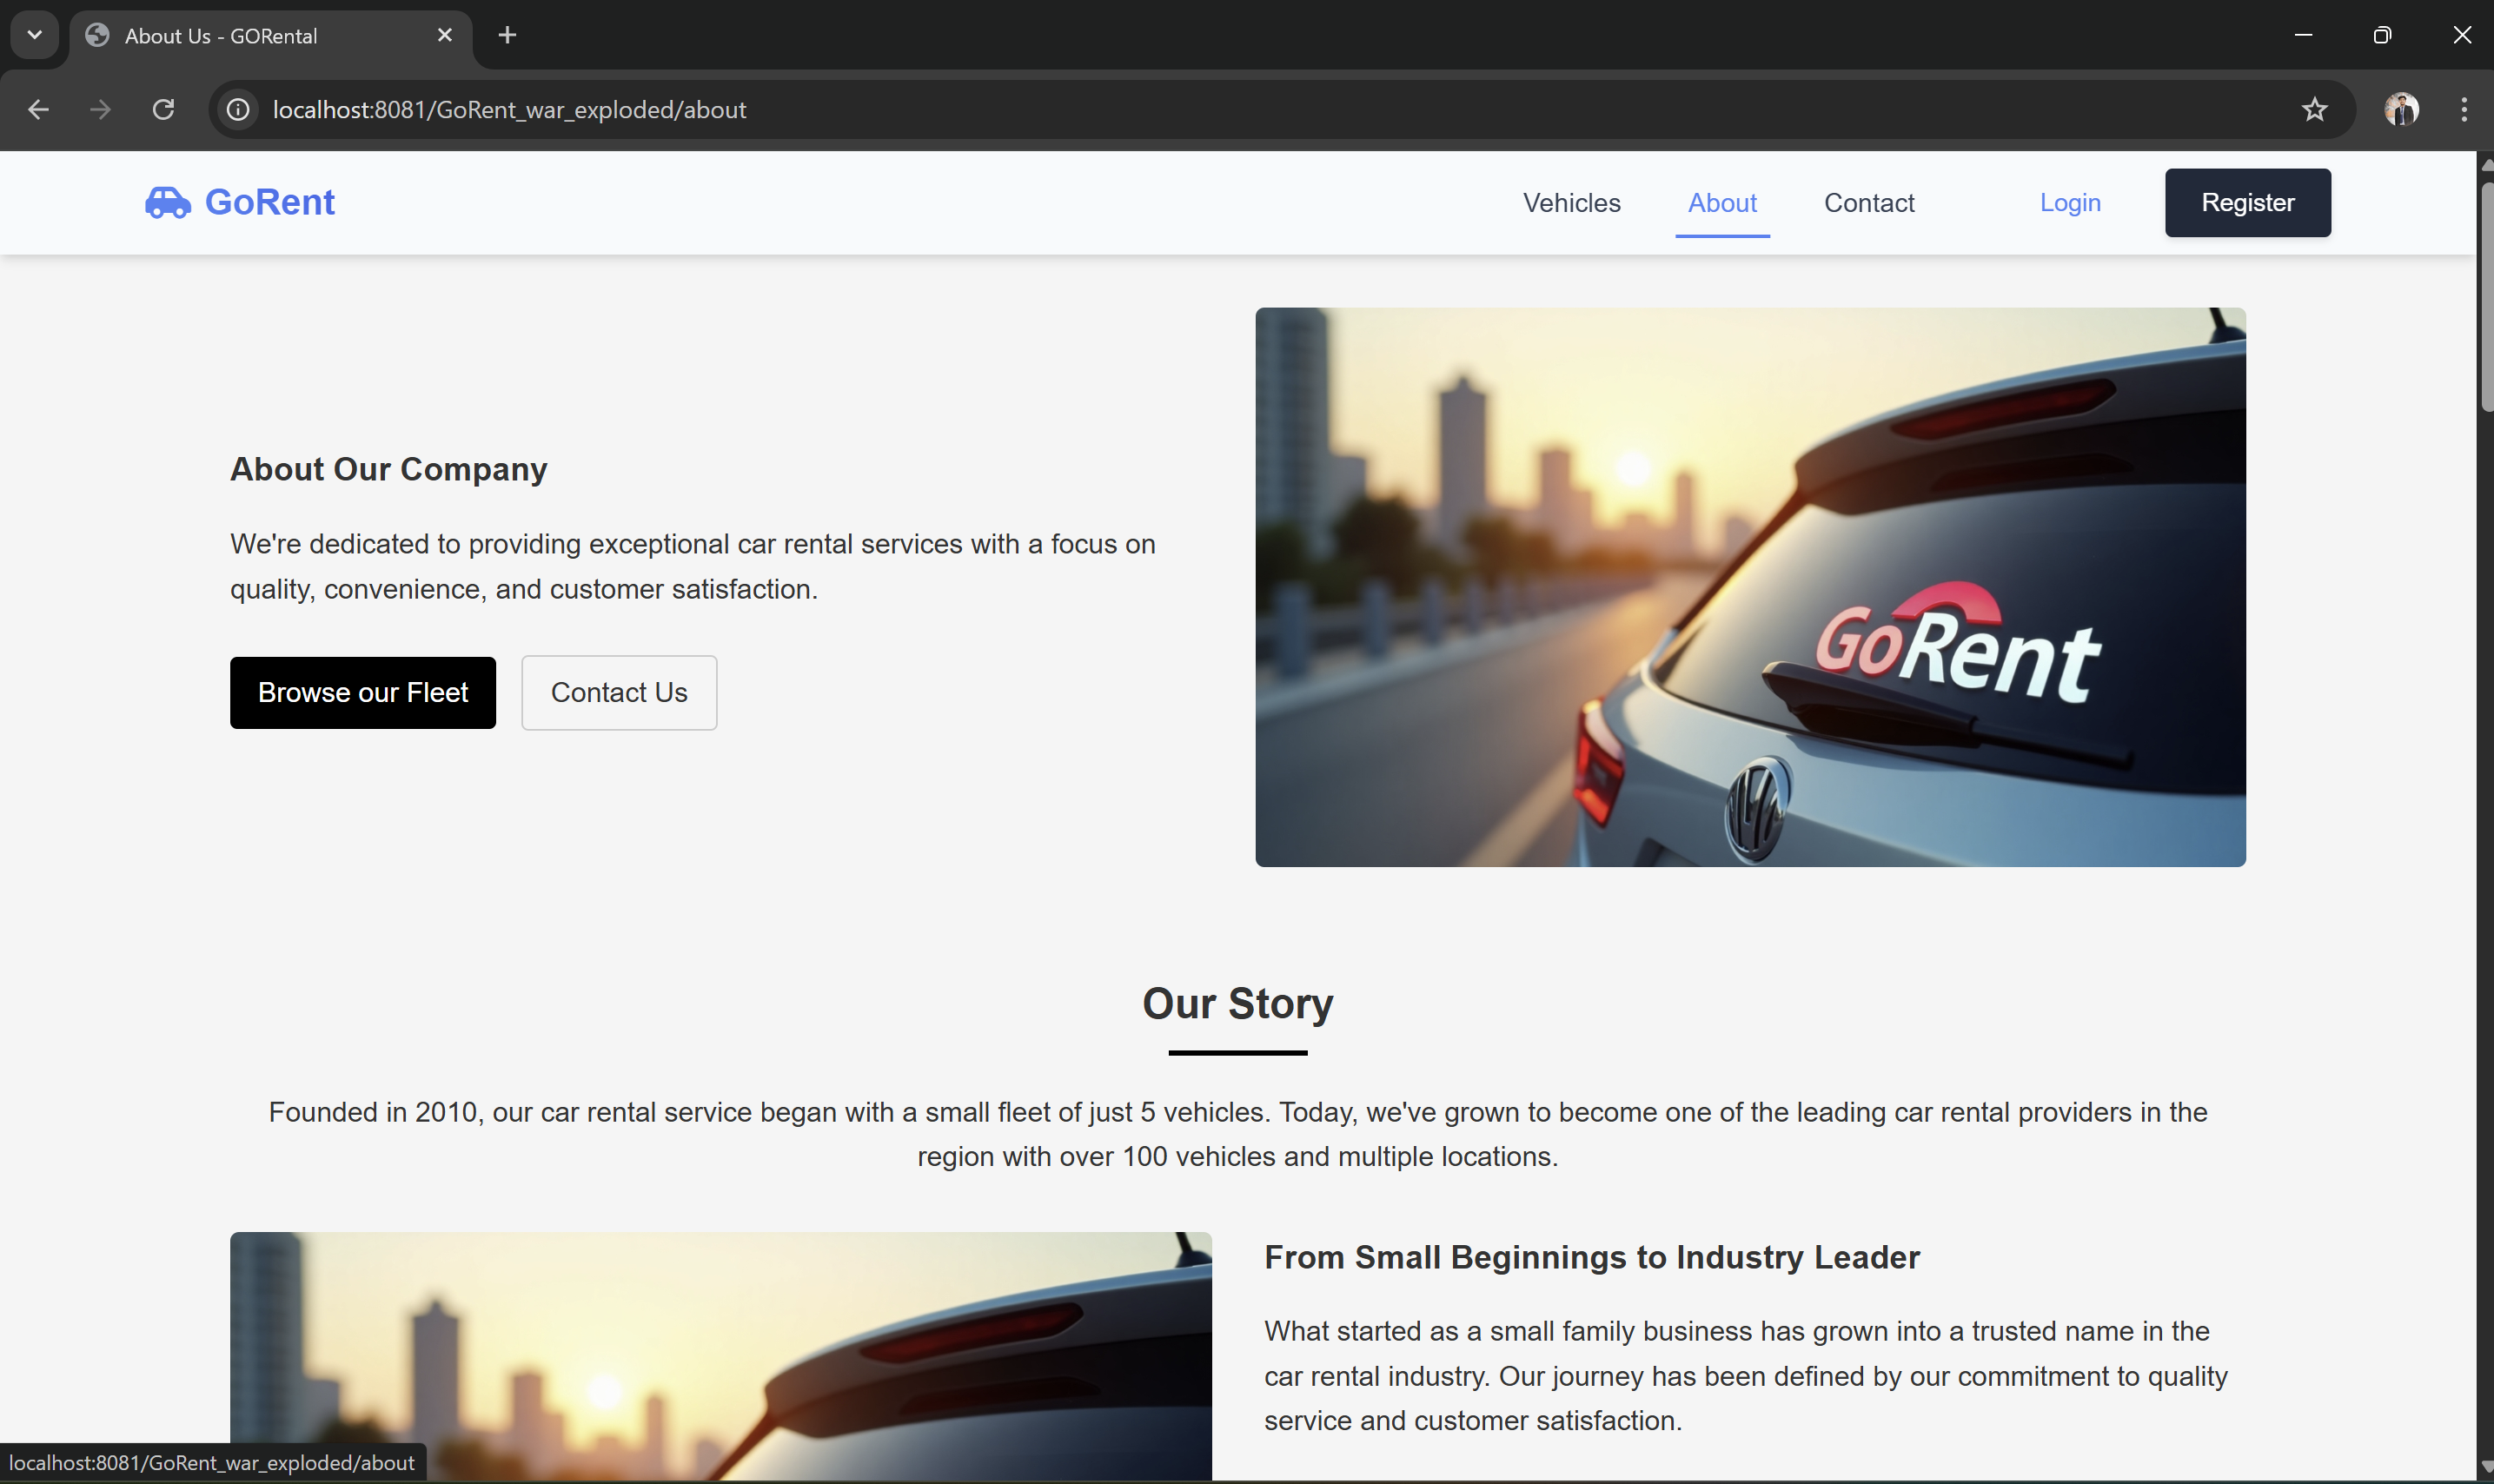 About Us - GORental
localhost:8081/GoRent_war_exploded/about
GoRent
Vehicles
About
Contact
Login
Register
About Our Company
We're dedicated to providing exceptional car rental services with a focus on
quality, convenience, and customer satisfaction.
Browse our Fleet
Contact Us
GoRent
Our Story
Founded in 2010, our car rental service began with a small fleet of just 5 vehicles. Today, we've grown to become one of the leading car rental providers in the
region with over 100 vehicles and multiple locations.
From Small Beginnings to Industry Leader
What started as a small family business has grown into a trusted name in the
car rental industry. Our journey has been defined by our commitment to quality
service and customer satisfaction.
localhost:8081/GoRent_war_exploded/about